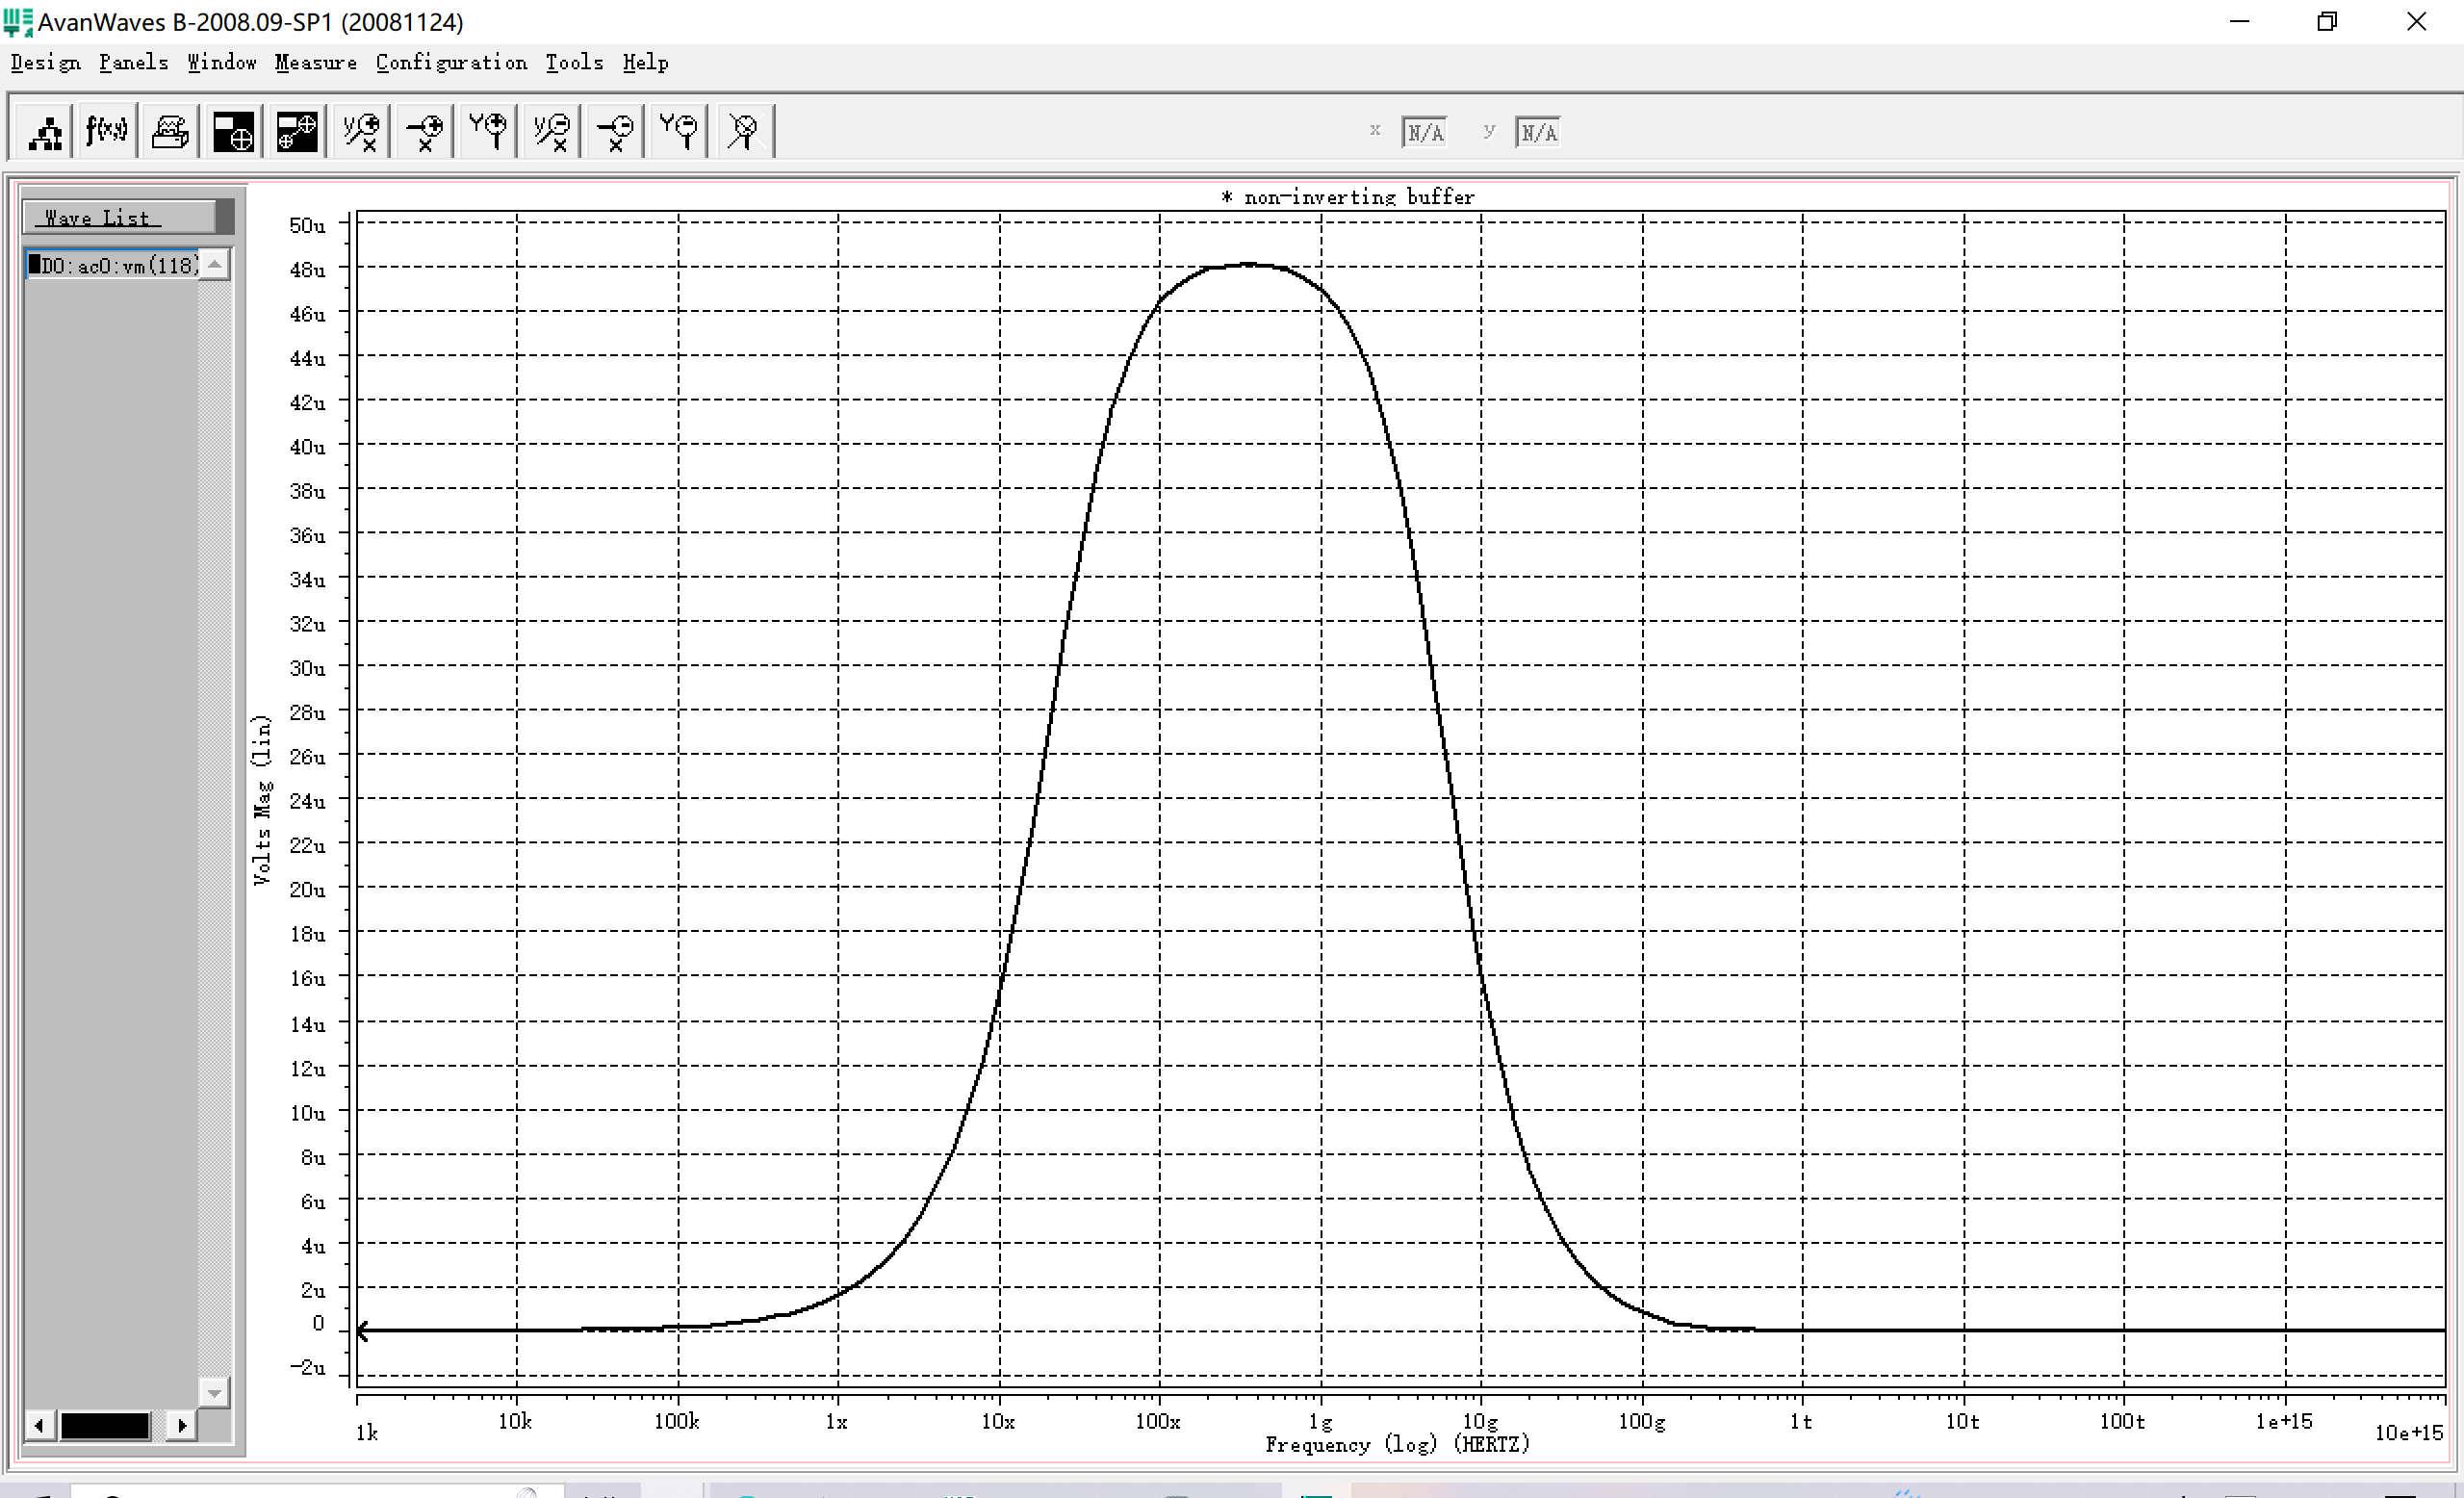 AvanWaves B-2008.09-SP1 (20081124)
Design Panels Window Measure Configuration Tools Help
f(x,y) x N/A y N/A
Wave List
D0:ac0:vm(118)
* non-inverting buffer
50u
48u
46u
44u
42u
40u
38u
36u
34u
32u
30u
28u
26u
24u
22u
20u
18u
16u
14u
12u
10u
8u
6u
4u
2u
0
-2u
Volts Mag (lin)
1k 10k 100k 1x 10x 100x 1g 10g 100g 1t 10t 100t 1e+15 10e+15
Frequency (log) (HERTZ)